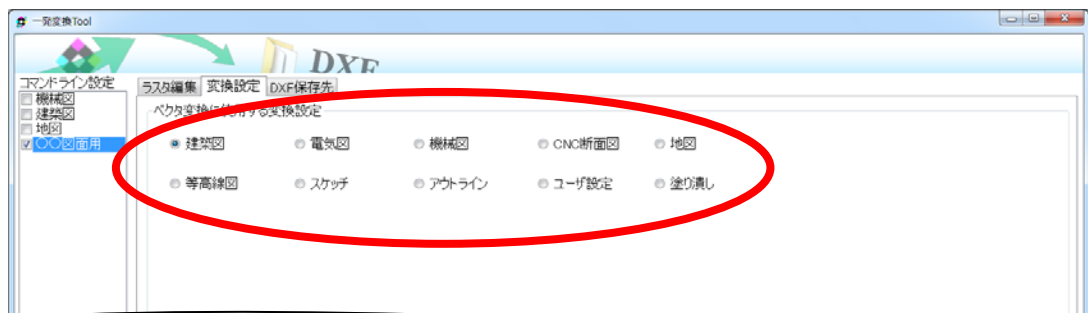 一発変換Tool
DXF
コマンドライン設定
機械図
建築図
地図
〇〇図面用
ラスタ編集 変換設定 DXF保存先
ベクタ変換に使用する変換設定
建築図 電気図 機械図 CNC断面図 地図
等高線図 スケッチ アウトライン ユーザ設定 塗り潰し